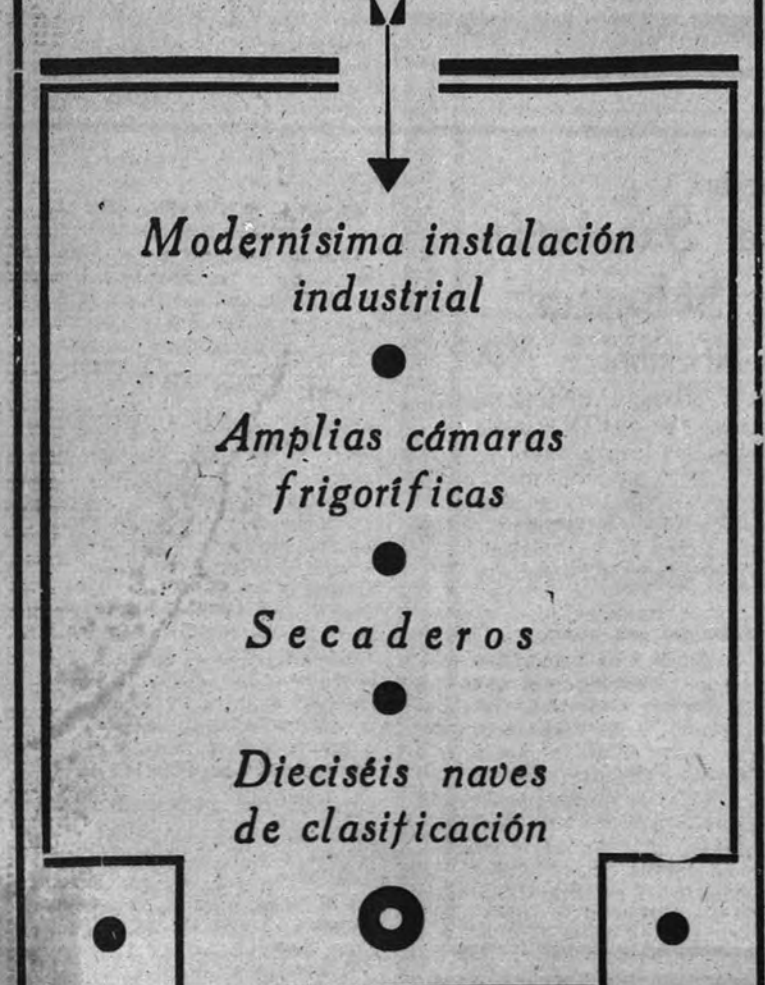 Modernísima instalación
industrial
Amplias cámaras
frigoríficas
Secaderos
Dieciséis naves
de clasificación